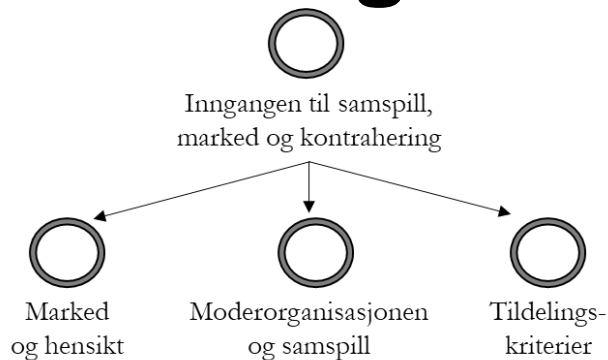 Inngangen til samspill,
marked og kontrahering
Marked
og hensikt
Moderorganisasjonen
og samspill
Tildelings-
kriterier